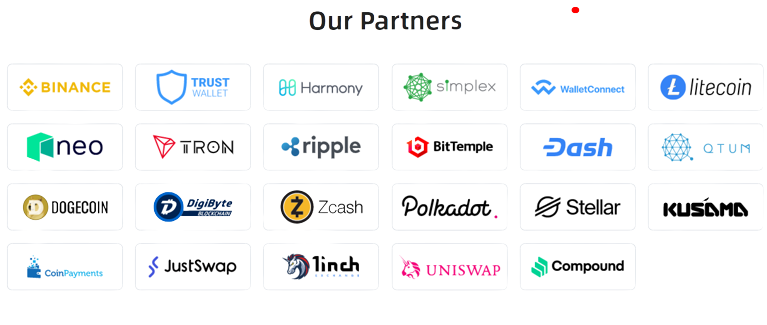 Our Partners
BINANCE
TRUST
WALLET
Harmony
simplex
WalletConnect
litecoin
neo
TRON
ripple
BitTemple
Dash
QTUM
DOGECOIN
DigiByte
BLOCKCHAIN
Zcash
Polkadot.
Stellar
KUSAMA
CoinPayments
JustSwap
1inch
EXCHANGE
UNISWAP
Compound